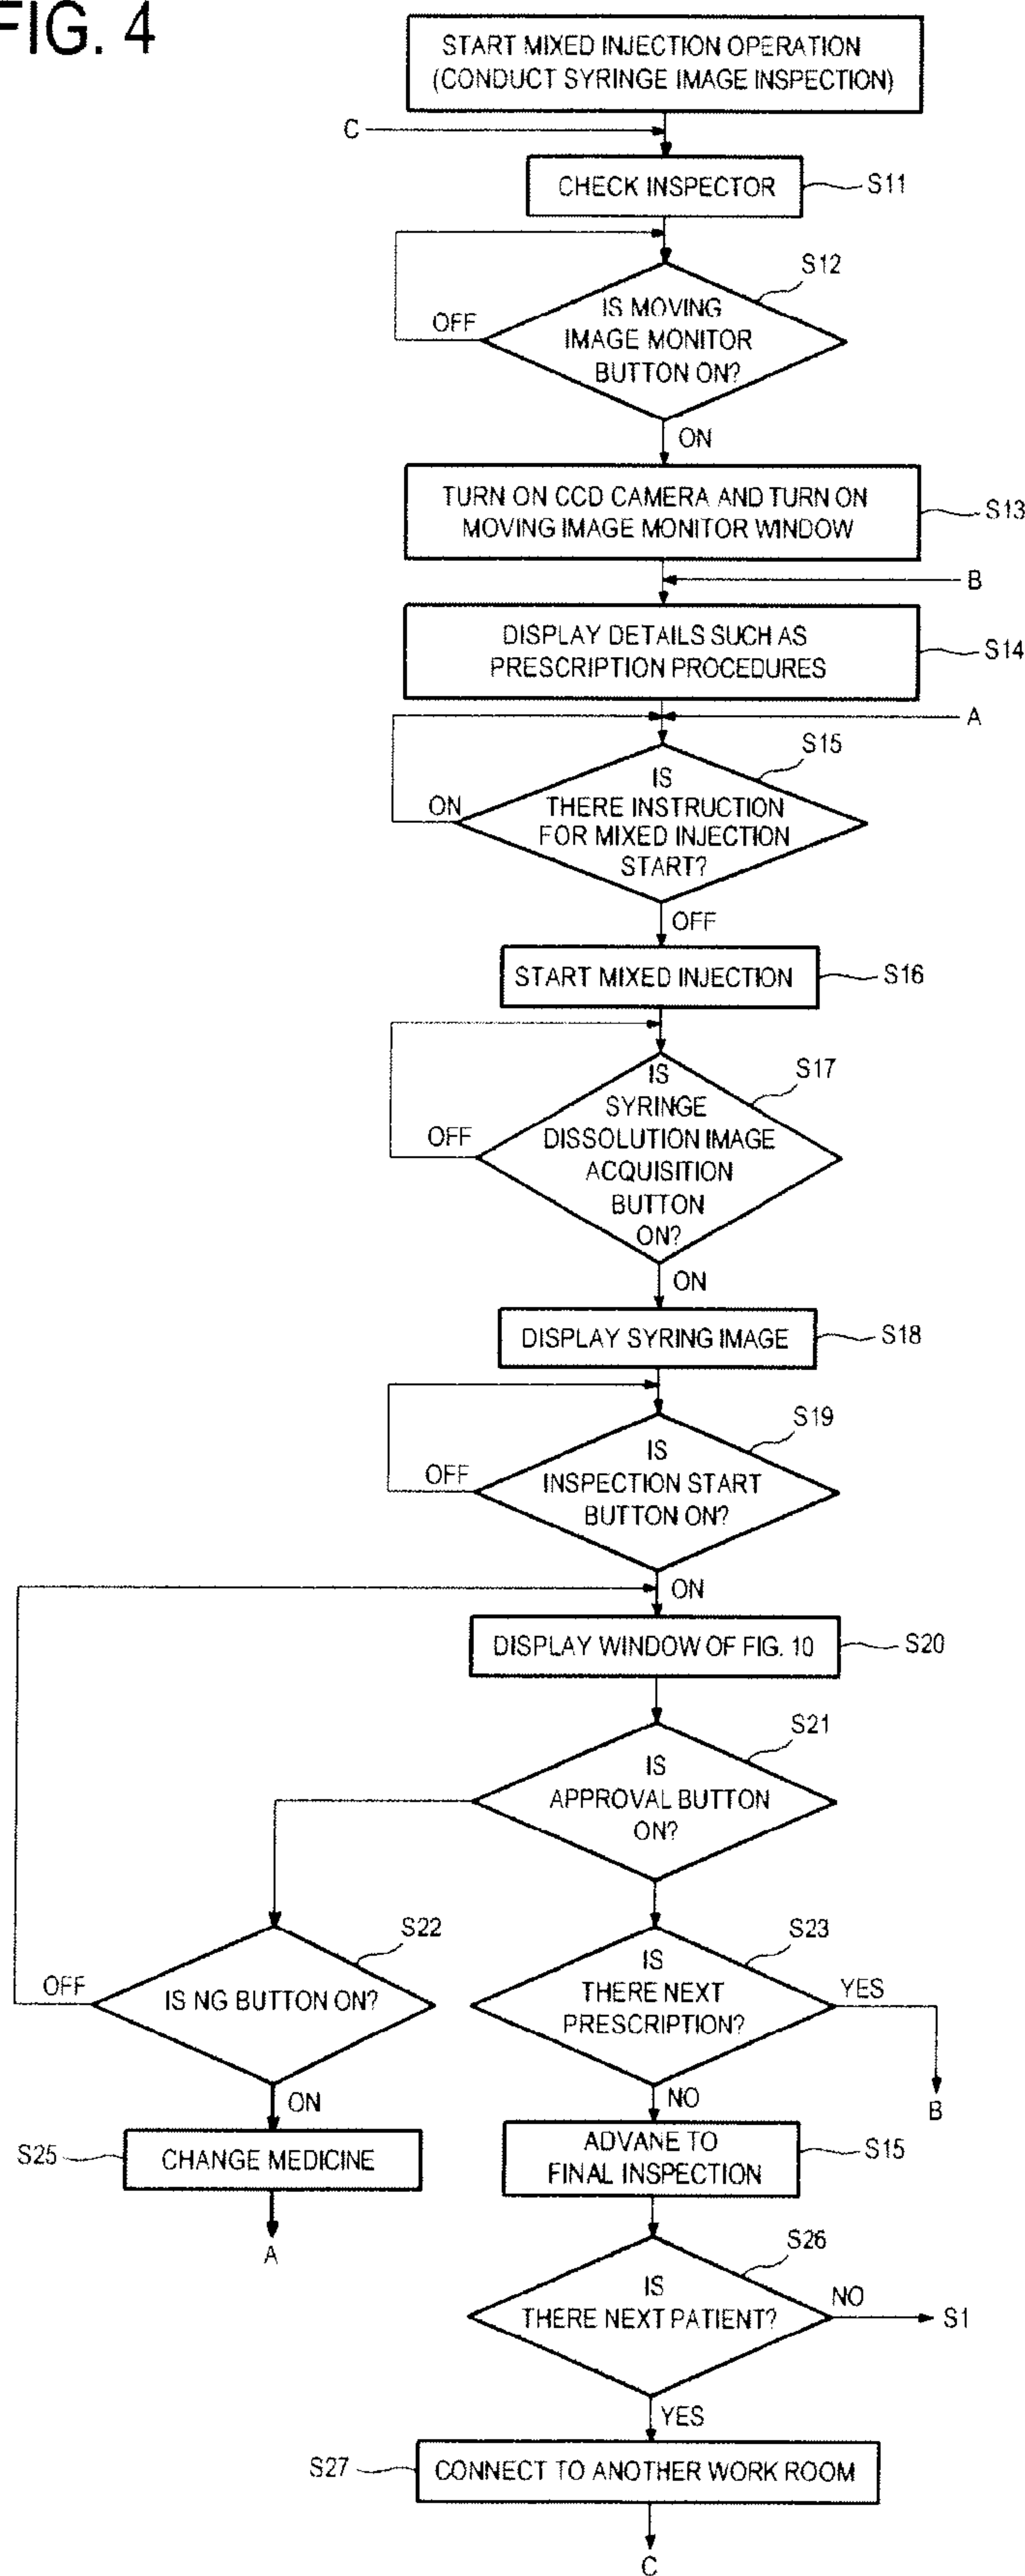 FIG. 4
START MIXED INJECTION OPERATION
(CONDUCT SYRINGE IMAGE INSPECTION)
C
CHECK INSPECTOR
S11
S12
IS MOVING
IMAGE MONITOR
BUTTON ON?
OFF
ON
TURN ON CCD CAMERA AND TURN ON
MOVING IMAGE MONITOR WINDOW
S13
B
DISPLAY DETAILS SUCH AS
PRESCRIPTION PROCEDURES
S14
A
S15
IS
THERE INSTRUCTION
FOR MIXED INJECTION
START?
ON
OFF
START MIXED INJECTION
S16
S17
IS
SYRINGE
DISSOLUTION IMAGE
ACQUISITION
BUTTON
ON?
OFF
ON
DISPLAY SYRING IMAGE
S18
S19
IS
INSPECTION START
BUTTON ON?
OFF
ON
DISPLAY WINDOW OF FIG. 10
S20
S21
IS
APPROVAL BUTTON
ON?
S22
IS NG BUTTON ON?
OFF
ON
S23
IS
THERE NEXT
PRESCRIPTION?
YES
B
NO
S25
CHANGE MEDICINE
A
ADVANE TO
FINAL INSPECTION
S15
S26
IS
THERE NEXT PATIENT?
NO
S1
YES
S27
CONNECT TO ANOTHER WORK ROOM
C